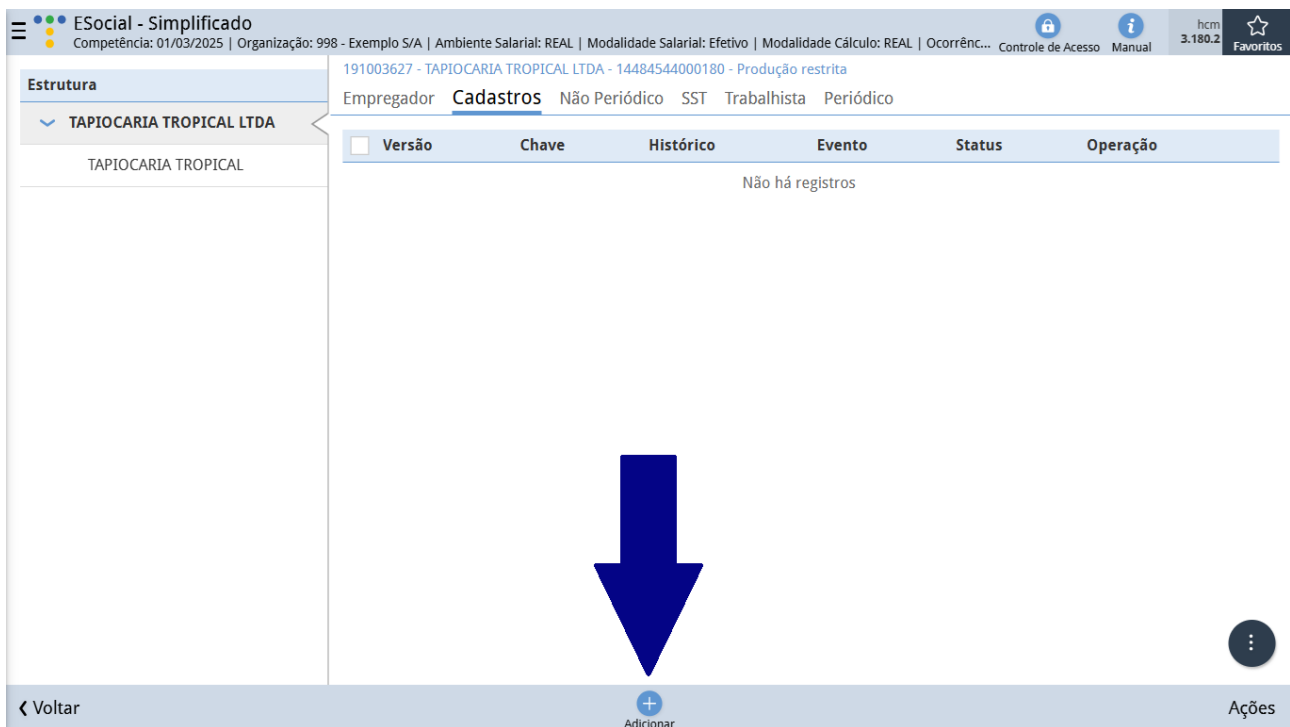 ESocial - Simplificado
Competência: 01/03/2025 | Organização: 998 - Exemplo S/A | Ambiente Salarial: REAL | Modalidade Salarial: Efetivo | Modalidade Cálculo: REAL | Ocorrênc...
Controle de Acesso
Manual
hcm
3.180.2
Favoritos
Estrutura
TAPIOCARIA TROPICAL LTDA
TAPIOCARIA TROPICAL
191003627 - TAPIOCARIA TROPICAL LTDA - 14484544000180 - Produção restrita
Empregador Cadastros Não Periódico SST Trabalhista Periódico
Versão Chave Histórico Evento Status Operação
Não há registros
Voltar
Adicionar
Ações